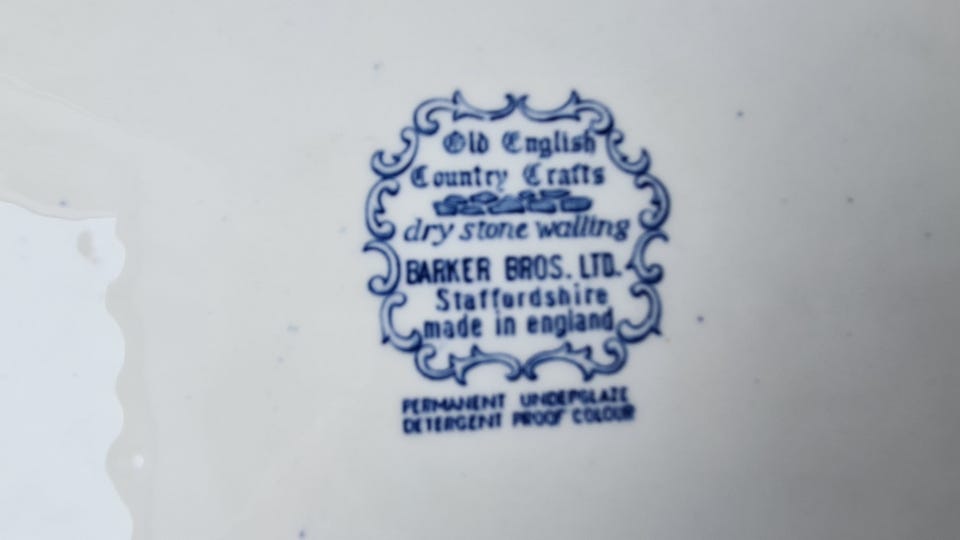 Old English
Country Crafts
dry stone walling
BARKER BROS. LTD.
Staffordshire
made in england
PERMANENT UNDERGLAZE
DETERGENT PROOF COLOUR